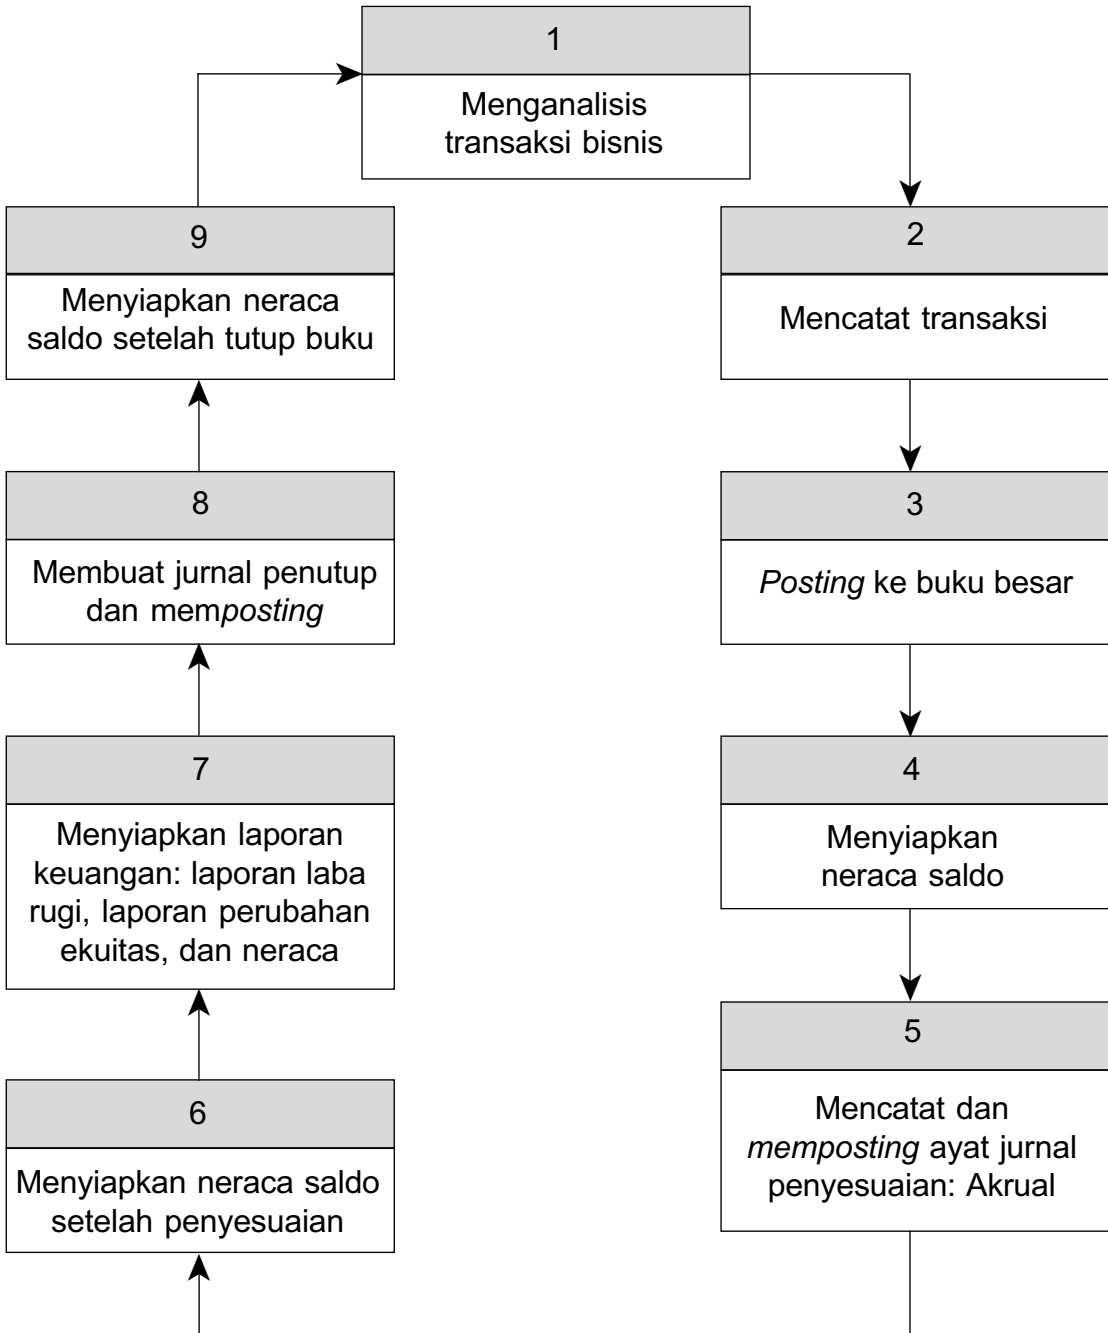 1
Menganalisis
transaksi bisnis
2
Mencatat transaksi
3
Posting ke buku besar
4
Menyiapkan
neraca saldo
5
Mencatat dan
memposting ayat jurnal
penyesuaian: Akrual
6
Menyiapkan neraca saldo
setelah penyesuaian
7
Menyiapkan laporan
keuangan: laporan laba
rugi, laporan perubahan
ekuitas, dan neraca
8
Membuat jurnal penutup
dan memposting
9
Menyiapkan neraca
saldo setelah tutup buku